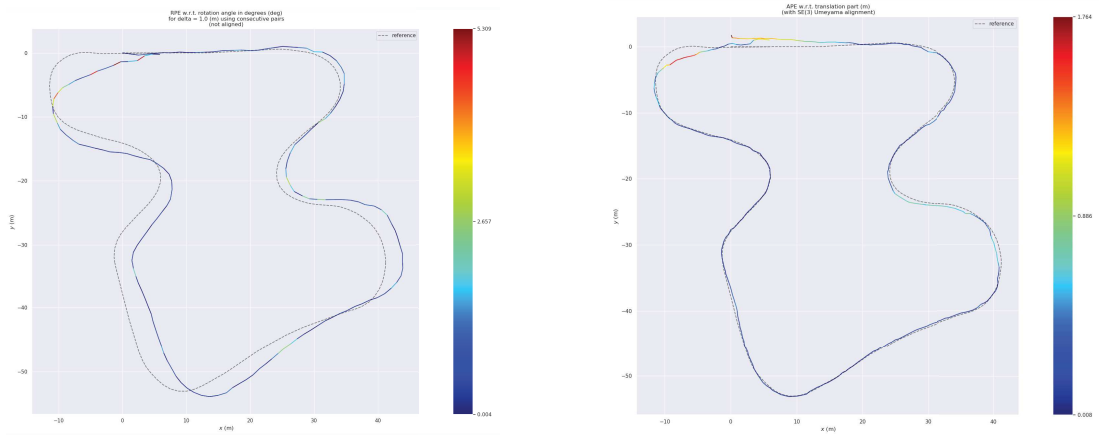 RPE w.r.t. rotation angle in degrees (deg)
for delta = 1.0 (m) using consecutive pairs
(not aligned)
reference
0
−10
−20
−30
−40
−50
y (m)
−10
0
10
20
30
40
x (m)
5.309
2.657
0.004
APE w.r.t. translation part (m)
(with SE(3) Umeyama alignment)
reference
0
−10
−20
−30
−40
−50
y (m)
−10
0
10
20
30
40
x (m)
1.764
0.886
0.008